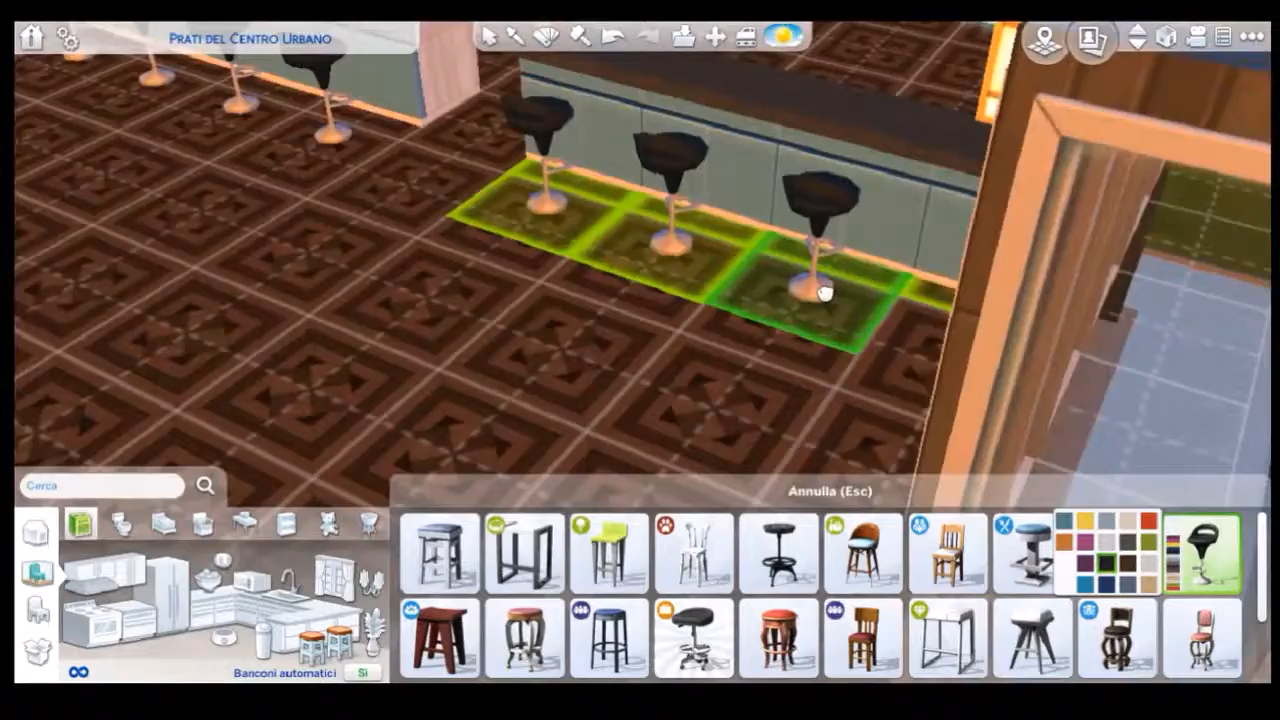 PRATI DEL CENTRO URBANO
Cerca
Annulla (Esc)
Banconi automatici
Sì